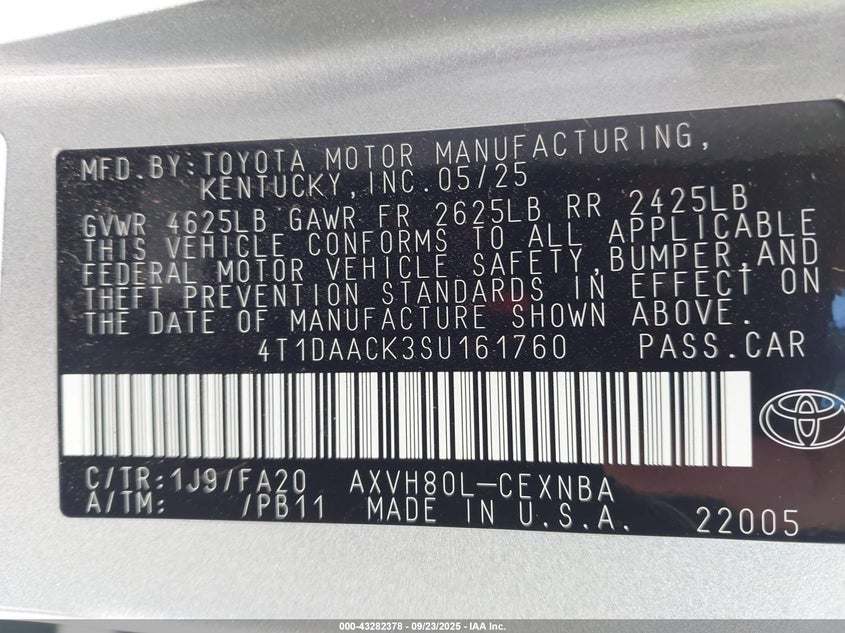 MFD.BY:TOYOTA MOTOR MANUFACTURING,
KENTUCKY,INC.05/25
GVWR 4625LB GAWR FR 2625LB RR 2425LB
THIS VEHICLE CONFORMS TO ALL APPLICABLE
FEDERAL MOTOR VEHICLE SAFETY,BUMPER,AND
THEFT PREVENTION STANDARDS IN EFFECT ON
THE DATE OF MANUFACTURE SHOWN ABOVE.
4T1DAACK3SU161760 PASS.CAR
C/TR:1J9/FA20 AXVH80L-CEXNBA
A/TM: /PB11 MADE IN U.S.A. 22005
000-43282378 - 09/23/2025 - IAA Inc.